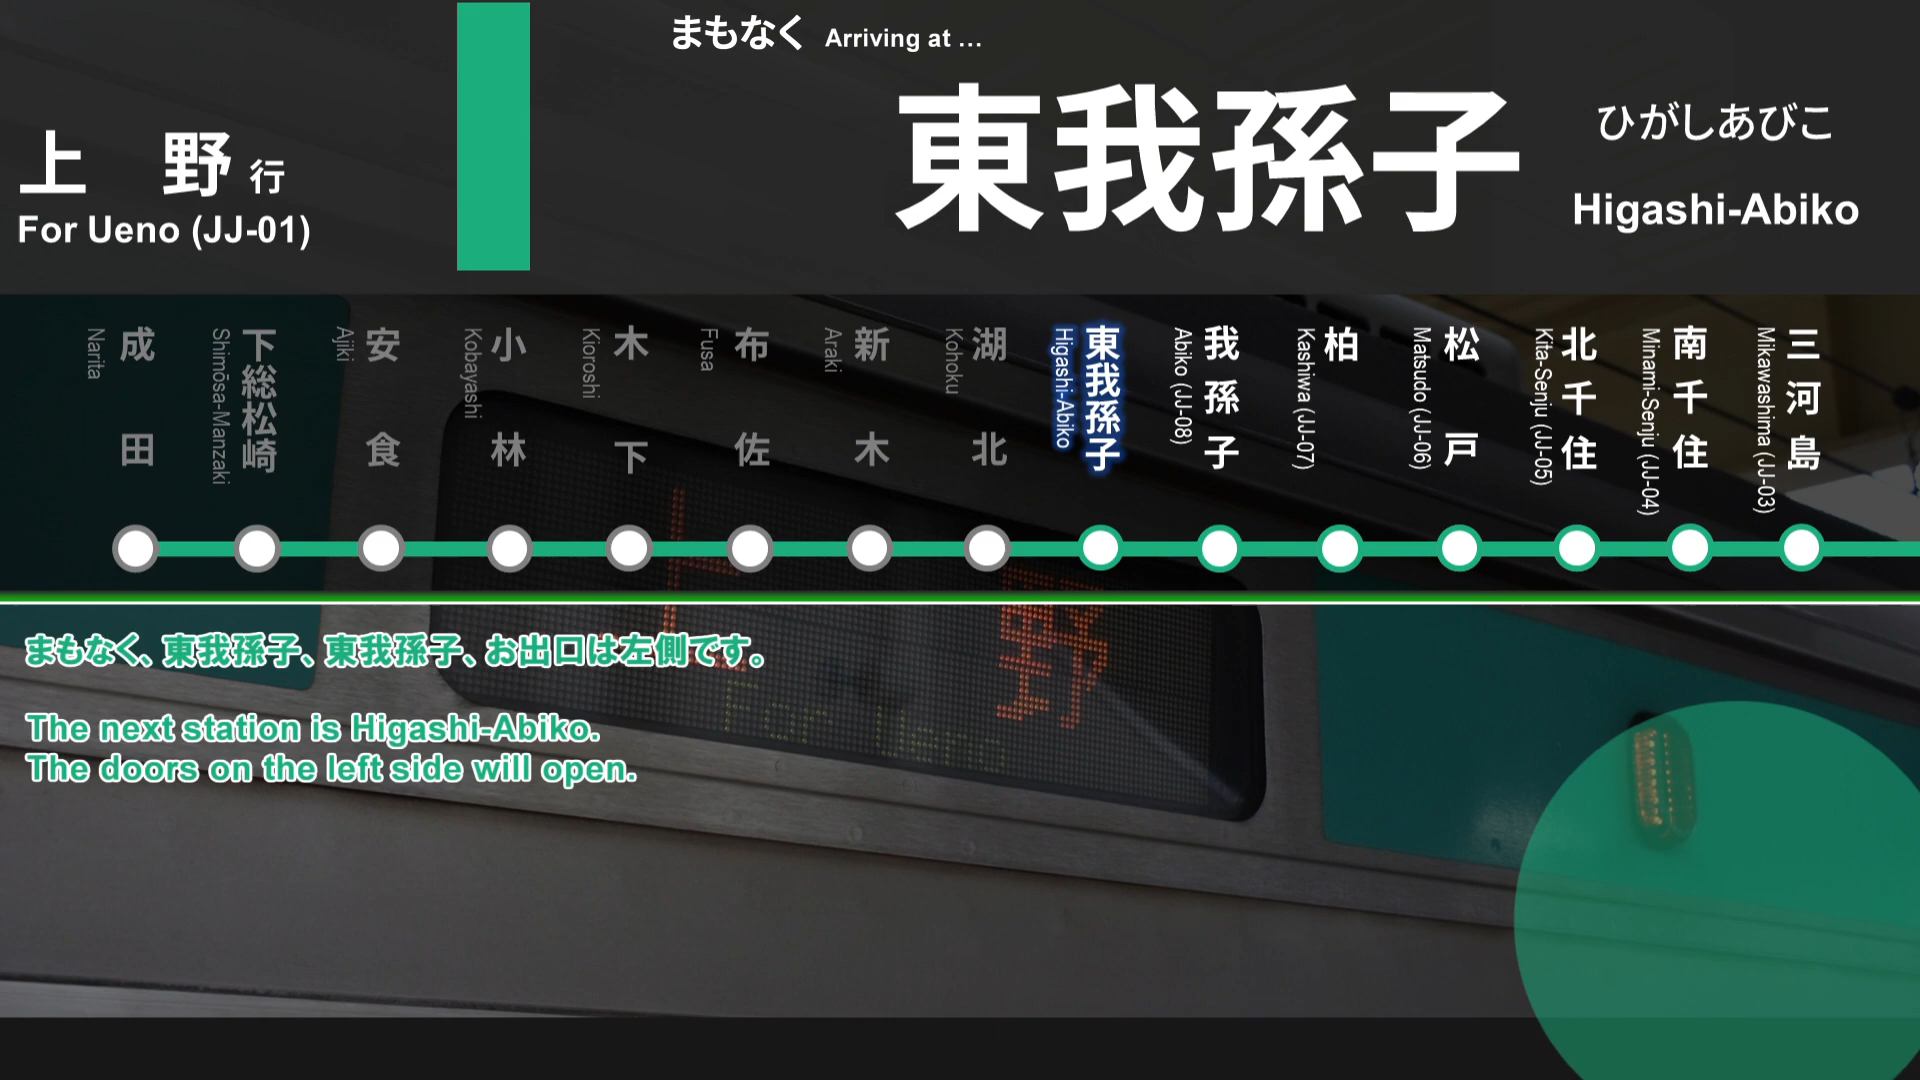 まもなく Arriving at ...
上野行
For Ueno (JJ-01)
東我孫子
ひがしあびこ
Higashi-Abiko
成田
Narita
下総松崎
Shimōsa-Manzaki
安食
Ajiki
小林
Kobayashi
木下
Kioroshi
布佐
Fusa
新木
Araki
湖北
Kohoku
東我孫子
Higashi-Abiko
我孫子
Abiko (JJ-08)
柏
Kashiwa (JJ-07)
松戸
Matsudo (JJ-06)
北千住
Kita-Senju (JJ-05)
南千住
Minami-Senju (JJ-04)
三河島
Mikawashima (JJ-03)
まもなく、東我孫子、東我孫子、お出口は左側です。
The next station is Higashi-Abiko.
The doors on the left side will open.
上野
For Ueno